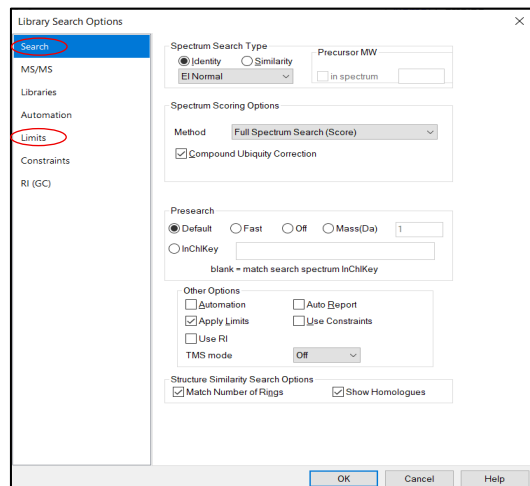 Library Search Options
Search
MS/MS
Libraries
Automation
Limits
Constraints
RI (GC)
Spectrum Search Type
Identity Similarity
EI Normal
Precursor MW
in spectrum
Spectrum Scoring Options
Method Full Spectrum Search (Score)
Compound Ubiquity Correction
Presearch
Default Fast Off Mass(Da) 1
InChIKey
blank = match search spectrum InChIKey
Other Options
Automation Auto Report
Apply Limits Use Constraints
Use RI
TMS mode Off
Structure Similarity Search Options
Match Number of Rings Show Homologues
OK Cancel Help